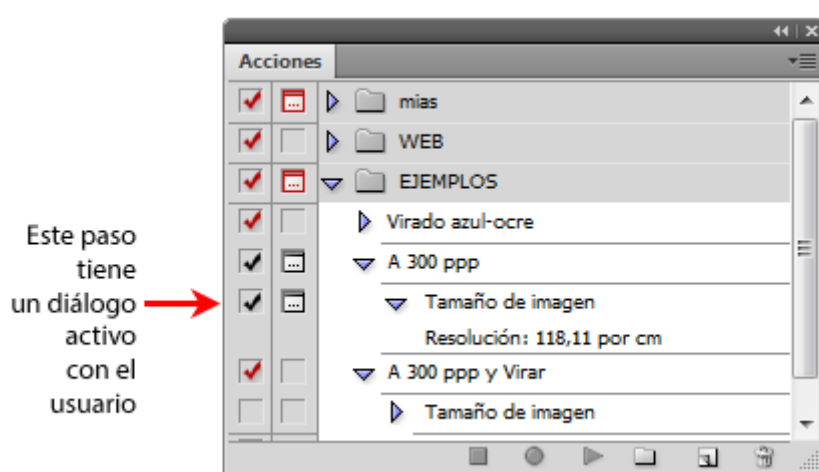 Acciones
mias
WEB
EJEMPLOS
Virado azul-ocre
A 300 ppp
Tamaño de imagen
Resolución: 118,11 por cm
A 300 ppp y Virar
Tamaño de imagen
Este paso
tiene
un diálogo
activo
con el
usuario